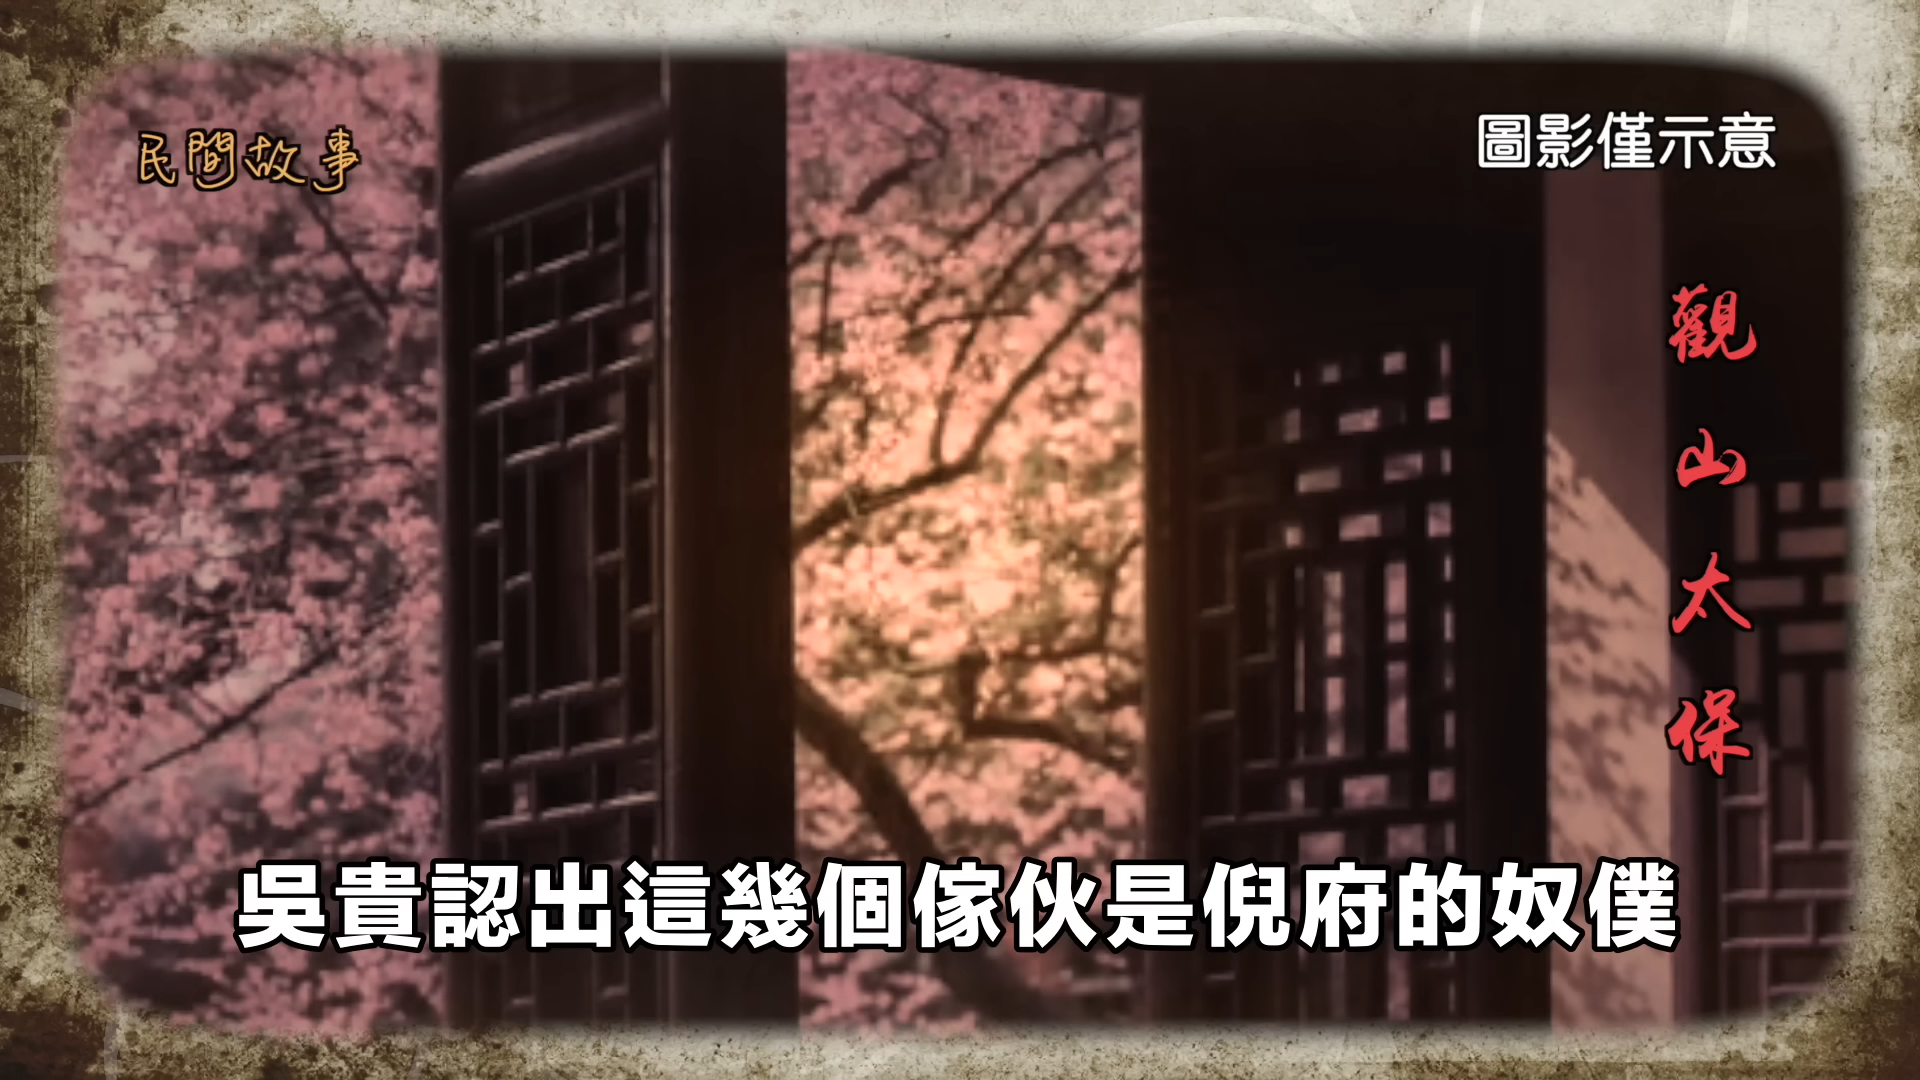 民間故事
圖影僅示意
觀山太保
吳貴認出這幾個傢伙是倪府的奴僕